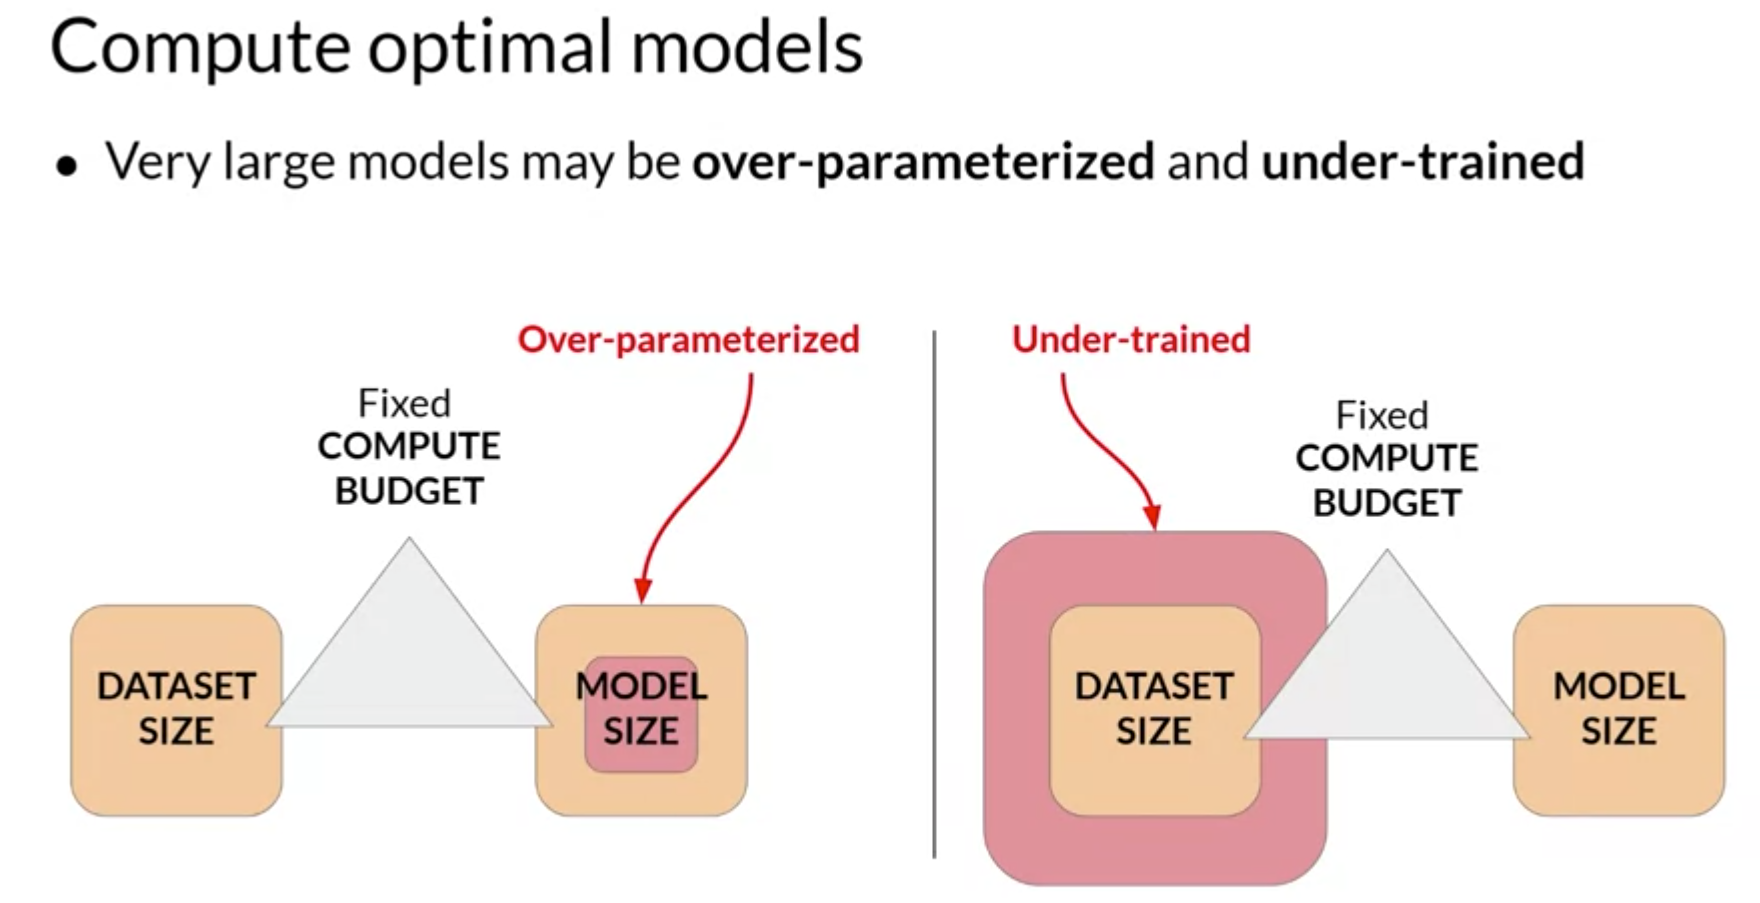 Compute optimal models
• Very large models may be over-parameterized and under-trained
Over-parameterized
Fixed
COMPUTE
BUDGET
DATASET
SIZE
MODEL
SIZE
Under-trained
Fixed
COMPUTE
BUDGET
DATASET
SIZE
MODEL
SIZE